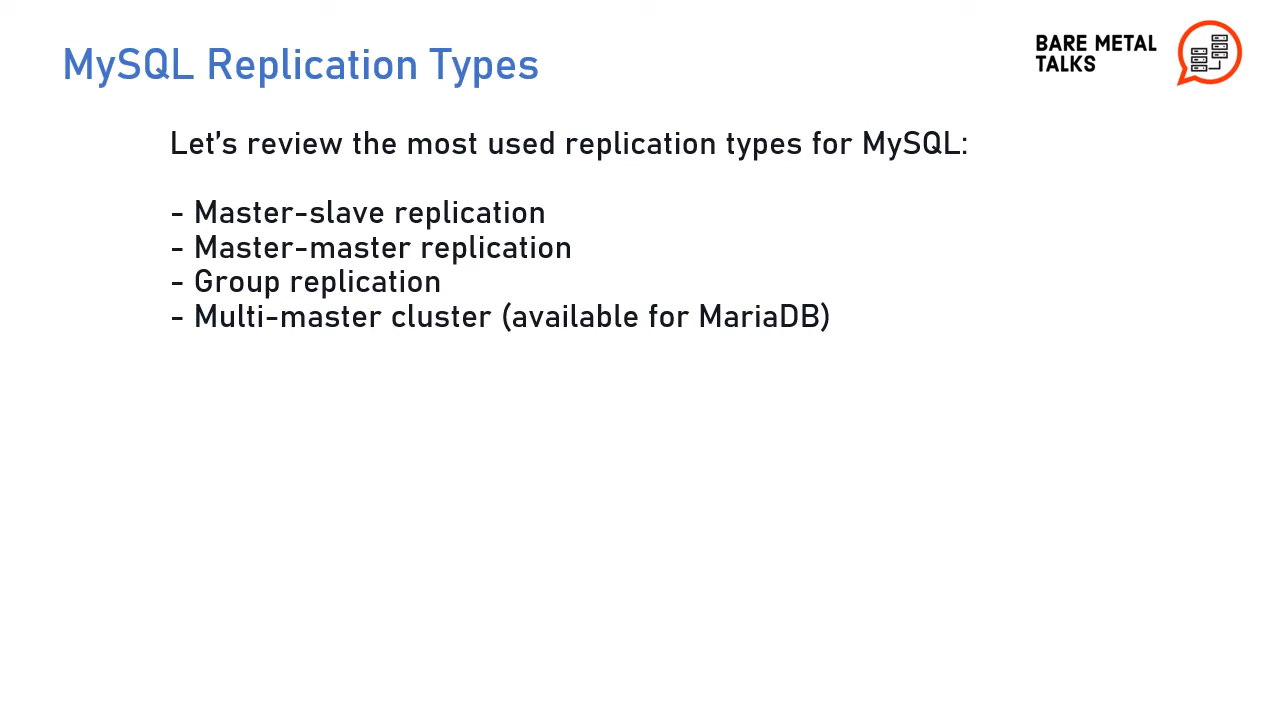 MySQL Replication Types
BARE METAL
TALKS
Let's review the most used replication types for MySQL:
- Master-slave replication
- Master-master replication
- Group replication
- Multi-master cluster (available for MariaDB)